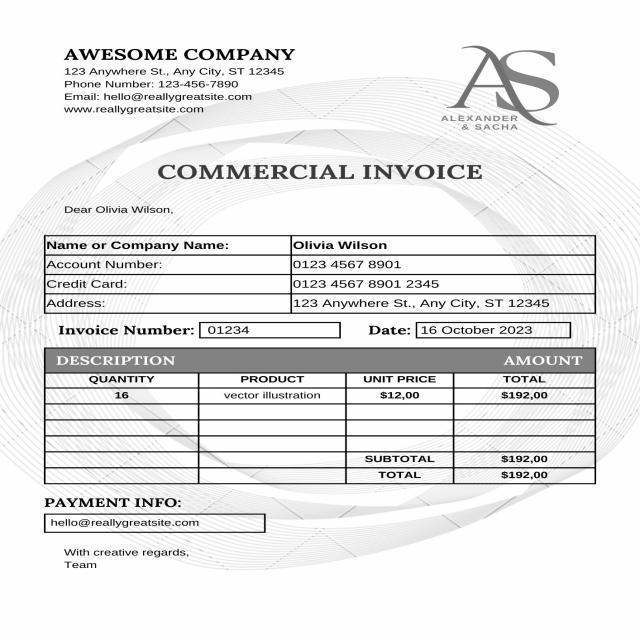 AWESOME COMPANY
123 Anywhere St., Any City, ST 12345
Phone Number: 123-456-7890
Email: hello@reallygreatsite.com
www.reallygreatsite.com
AS
ALEXANDER
& SACHA
COMMERCIAL INVOICE
Dear Olivia Wilson,
Name or Company Name: Olivia Wilson
Account Number: 0123 4567 8901
Credit Card: 0123 4567 8901 2345
Address: 123 Anywhere St., Any City, ST 12345
Invoice Number: 01234 Date: 16 October 2023
DESCRIPTION AMOUNT
QUANTITY PRODUCT UNIT PRICE TOTAL
16 vector illustration $12,00 $192,00
SUBTOTAL $192,00
TOTAL $192,00
PAYMENT INFO:
hello@reallygreatsite.com
With creative regards,
Team